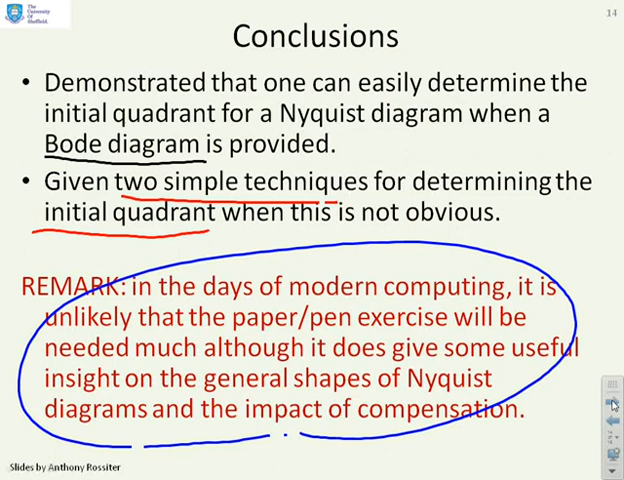 The
University
Of
Sheffield.
14
Conclusions
• Demonstrated that one can easily determine the
initial quadrant for a Nyquist diagram when a
Bode diagram is provided.
• Given two simple techniques for determining the
initial quadrant when this is not obvious.
REMARK: in the days of modern computing, it is
unlikely that the paper/pen exercise will be
needed much although it does give some useful
insight on the general shapes of Nyquist
diagrams and the impact of compensation.
Slides by Anthony Rossiter